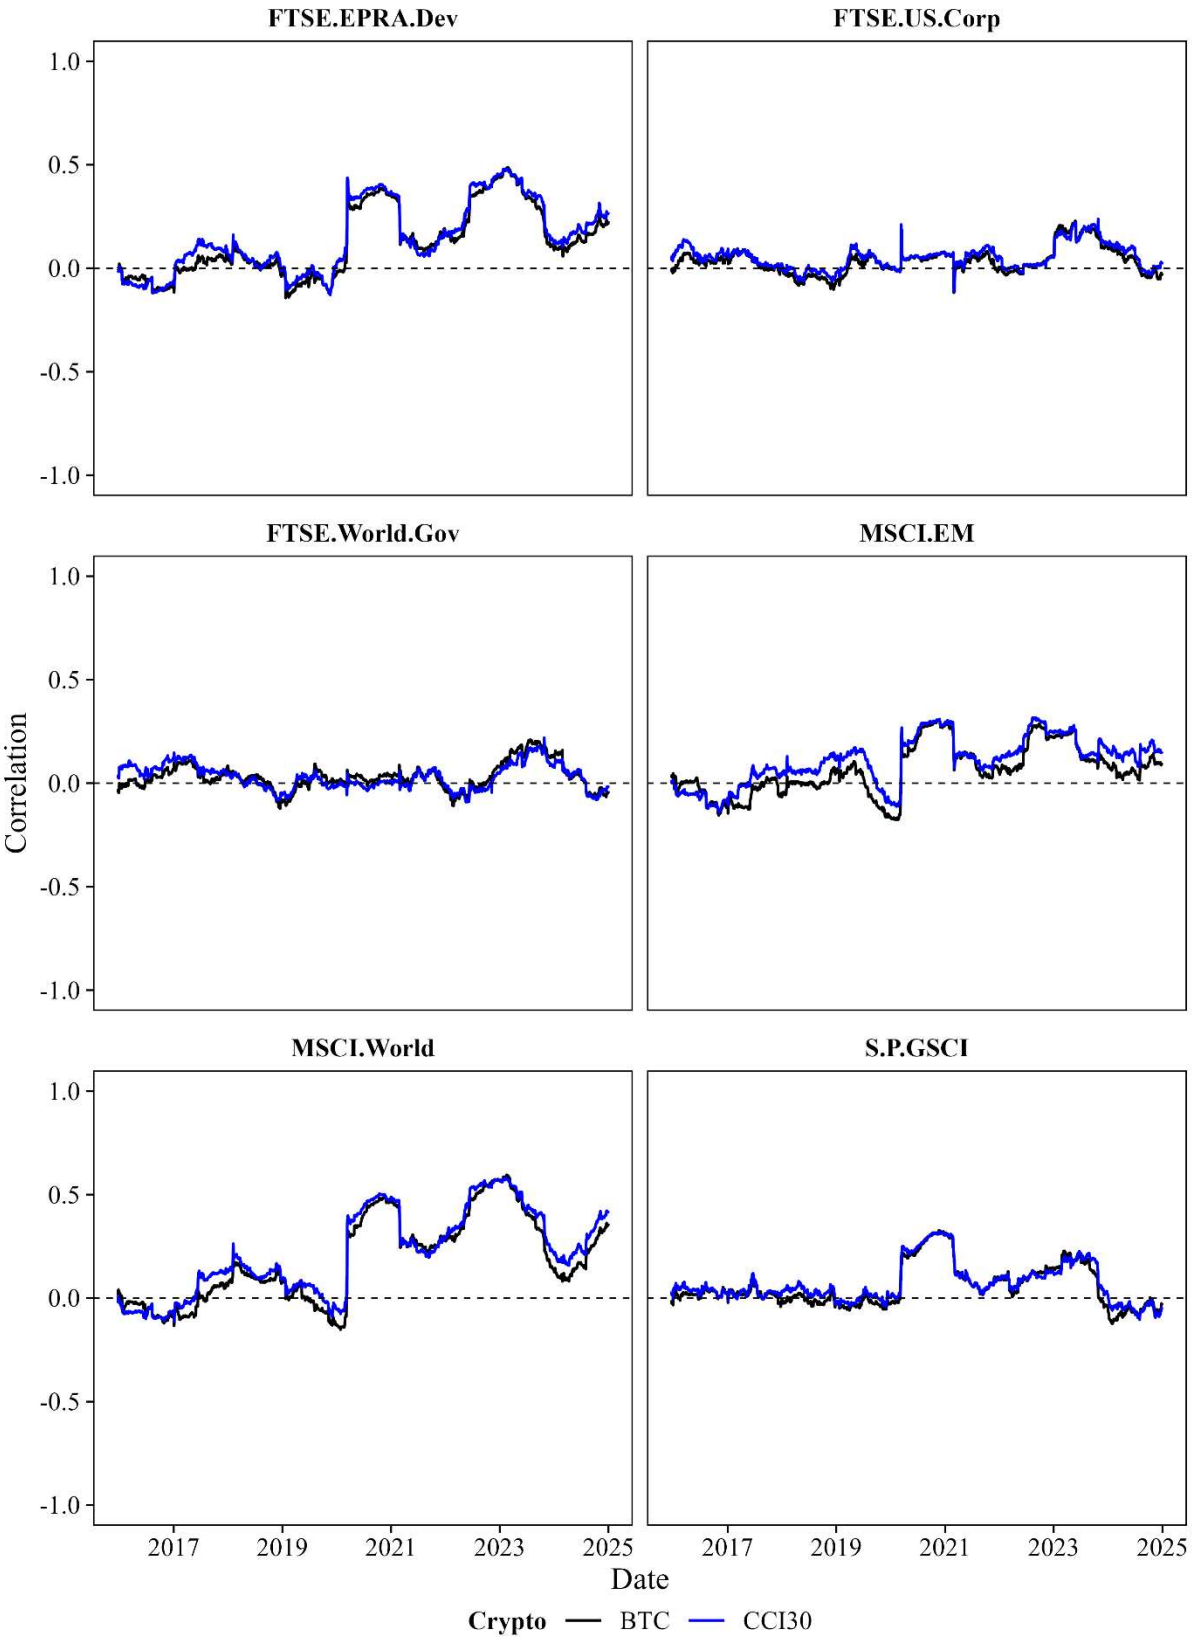 FTSE.EPRA.Dev
FTSE.US.Corp
1.0
0.5
0.0
-0.5
-1.0
FTSE.World.Gov
MSCI.EM
1.0
0.5
0.0
-0.5
-1.0
Correlation
MSCI.World
S.P.GSCI
1.0
0.5
0.0
-0.5
-1.0
2017 2019 2021 2023 2025 2017 2019 2021 2023 2025
Date
Crypto BTC CCI30